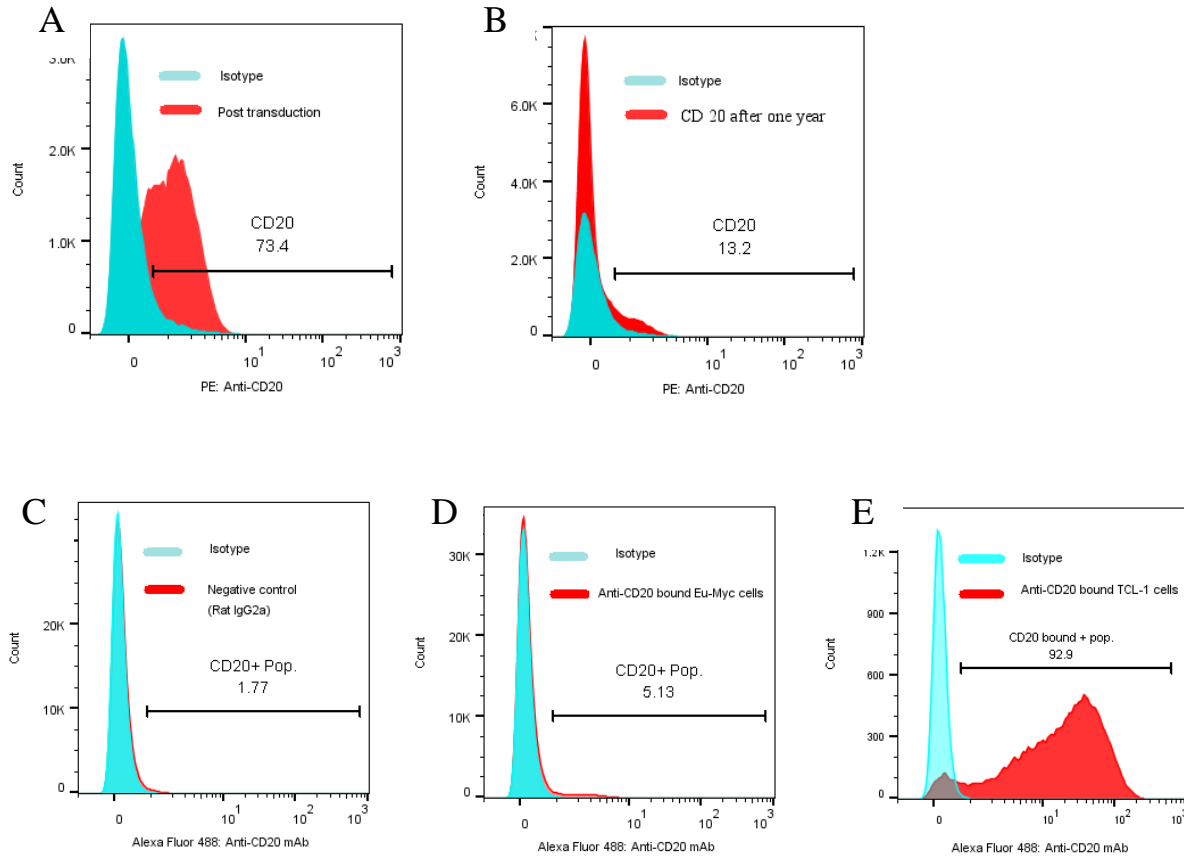 A
3.0K
2.0K
1.0K
0
Count
Isotype
Post transduction
CD20
73.4
0 10^1 10^2 10^3
PE: Anti-CD20
B
6.0K
4.0K
2.0K
0
Count
Isotype
CD 20 after one year
CD20
13.2
0 10^1 10^2 10^3
PE: Anti-CD20
C
30K
20K
10K
0
Count
Isotype
Negative control
(Rat IgG2a)
CD20+ Pop.
1.77
0 10^1 10^2 10^3
Alexa Fluor 488: Anti-CD20 mAb
D
30K
20K
10K
0
Count
Isotype
Anti-CD20 bound Eu-Myc cells
CD20+ Pop.
5.13
0 10^1 10^2 10^3
Alexa Fluor 488: Anti-CD20 mAb
E
1.2K
900
600
300
0
Count
Isotype
Anti-CD20 bound TCL-1 cells
CD20 bound + pop.
92.9
0 10^1 10^2 10^3
Alexa Fluor 488: Anti-CD20 mAb